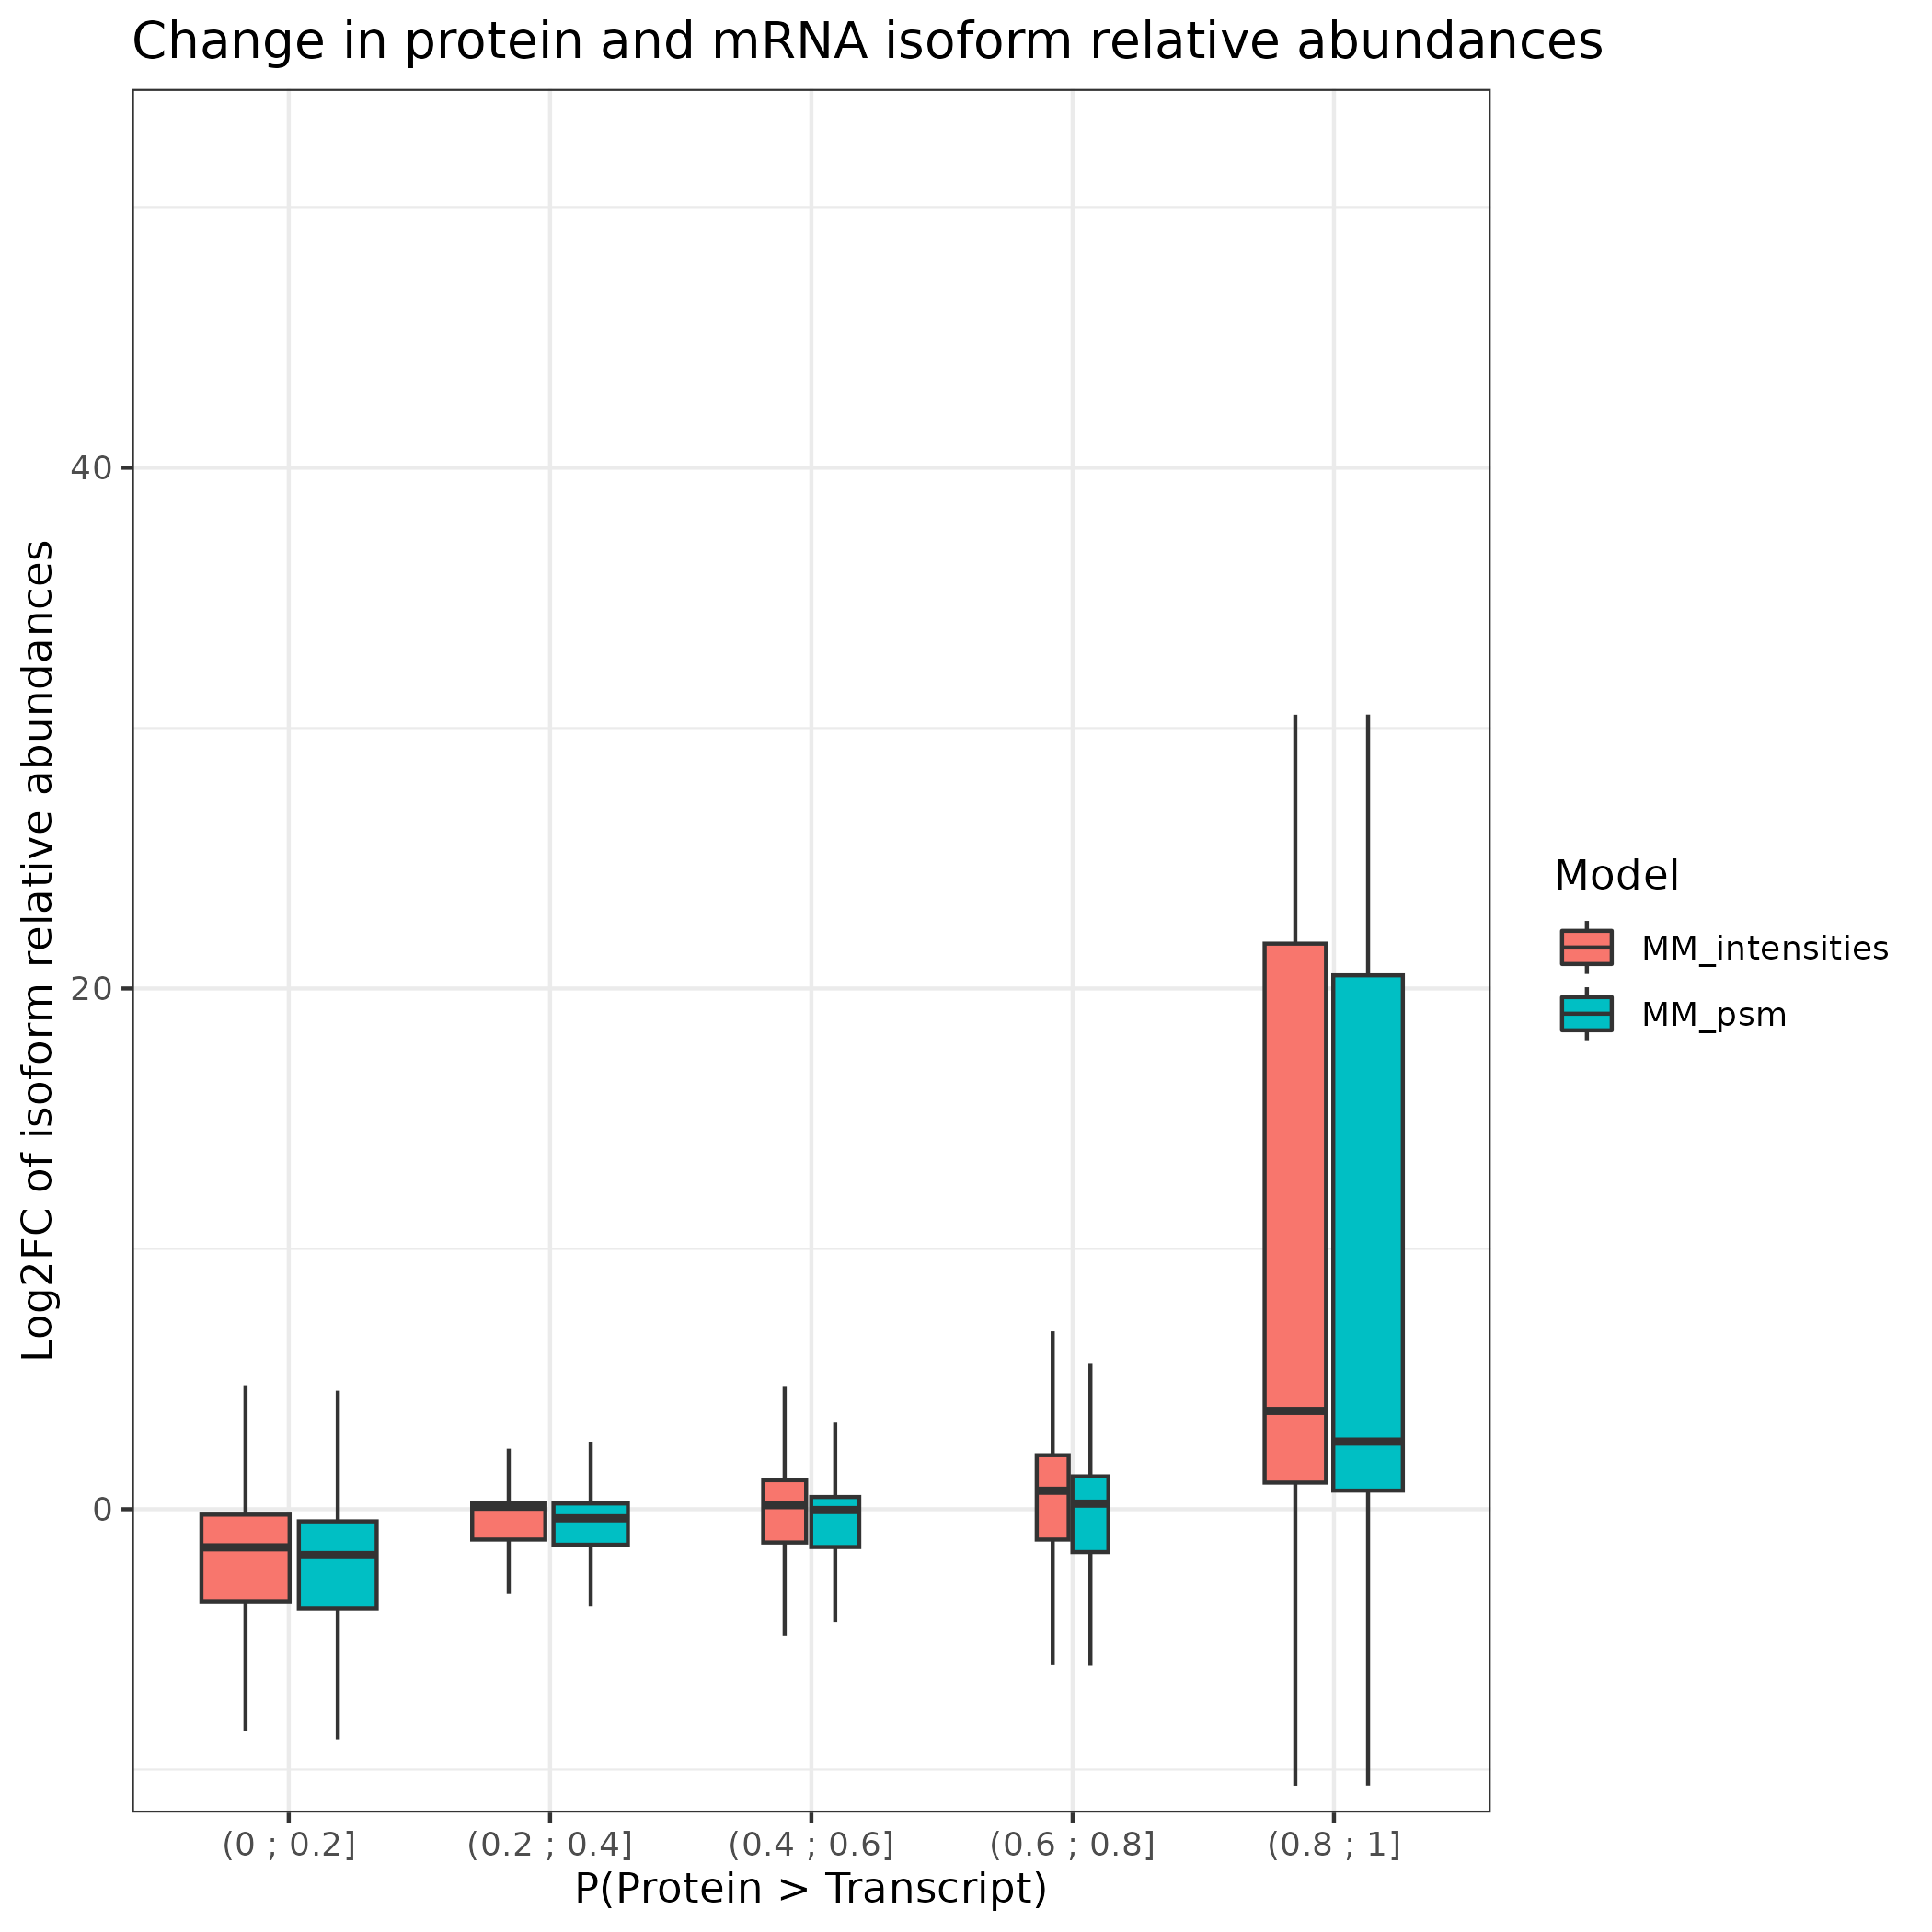 Change in protein and mRNA isoform relative abundances
Log2FC of isoform relative abundances
40
20
0
(0 ; 0.2]
(0.2 ; 0.4]
(0.4 ; 0.6]
(0.6 ; 0.8]
(0.8 ; 1]
P(Protein > Transcript)
Model
MM_intensities
MM_psm